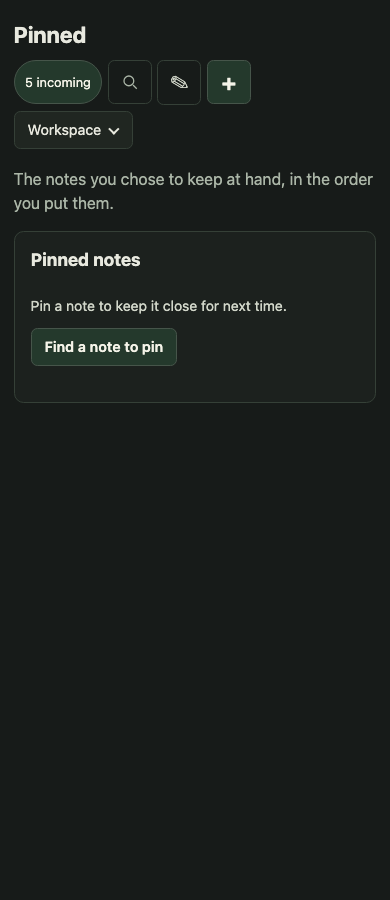 Pinned
5 incoming
Workspace
The notes you chose to keep at hand, in the order
you put them.
Pinned notes
Pin a note to keep it close for next time.
Find a note to pin